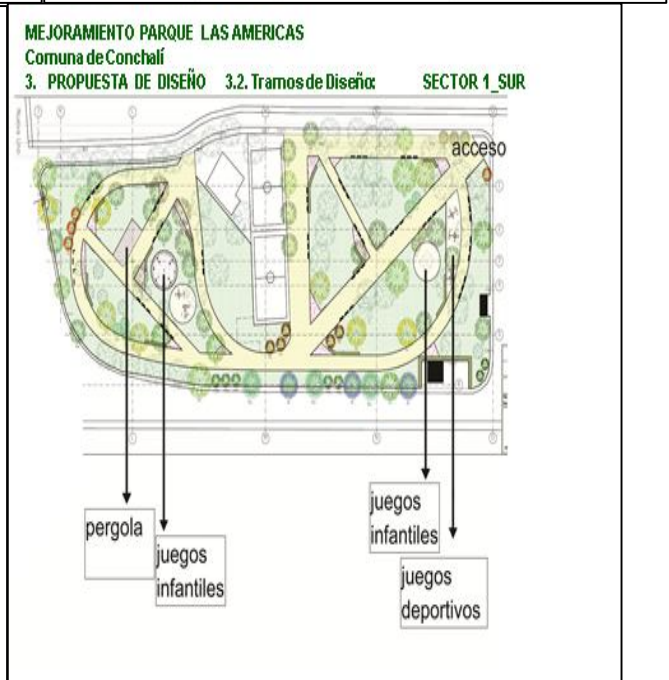 MEJORAMIENTO PARQUE LAS AMERICAS
Comuna de Conchalí
3. PROPUESTA DE DISEÑO 3.2. Tramos de Diseño: SECTOR 1_SUR
acceso
pergola
juegos
infantiles
juegos
infantiles
juegos
deportivos